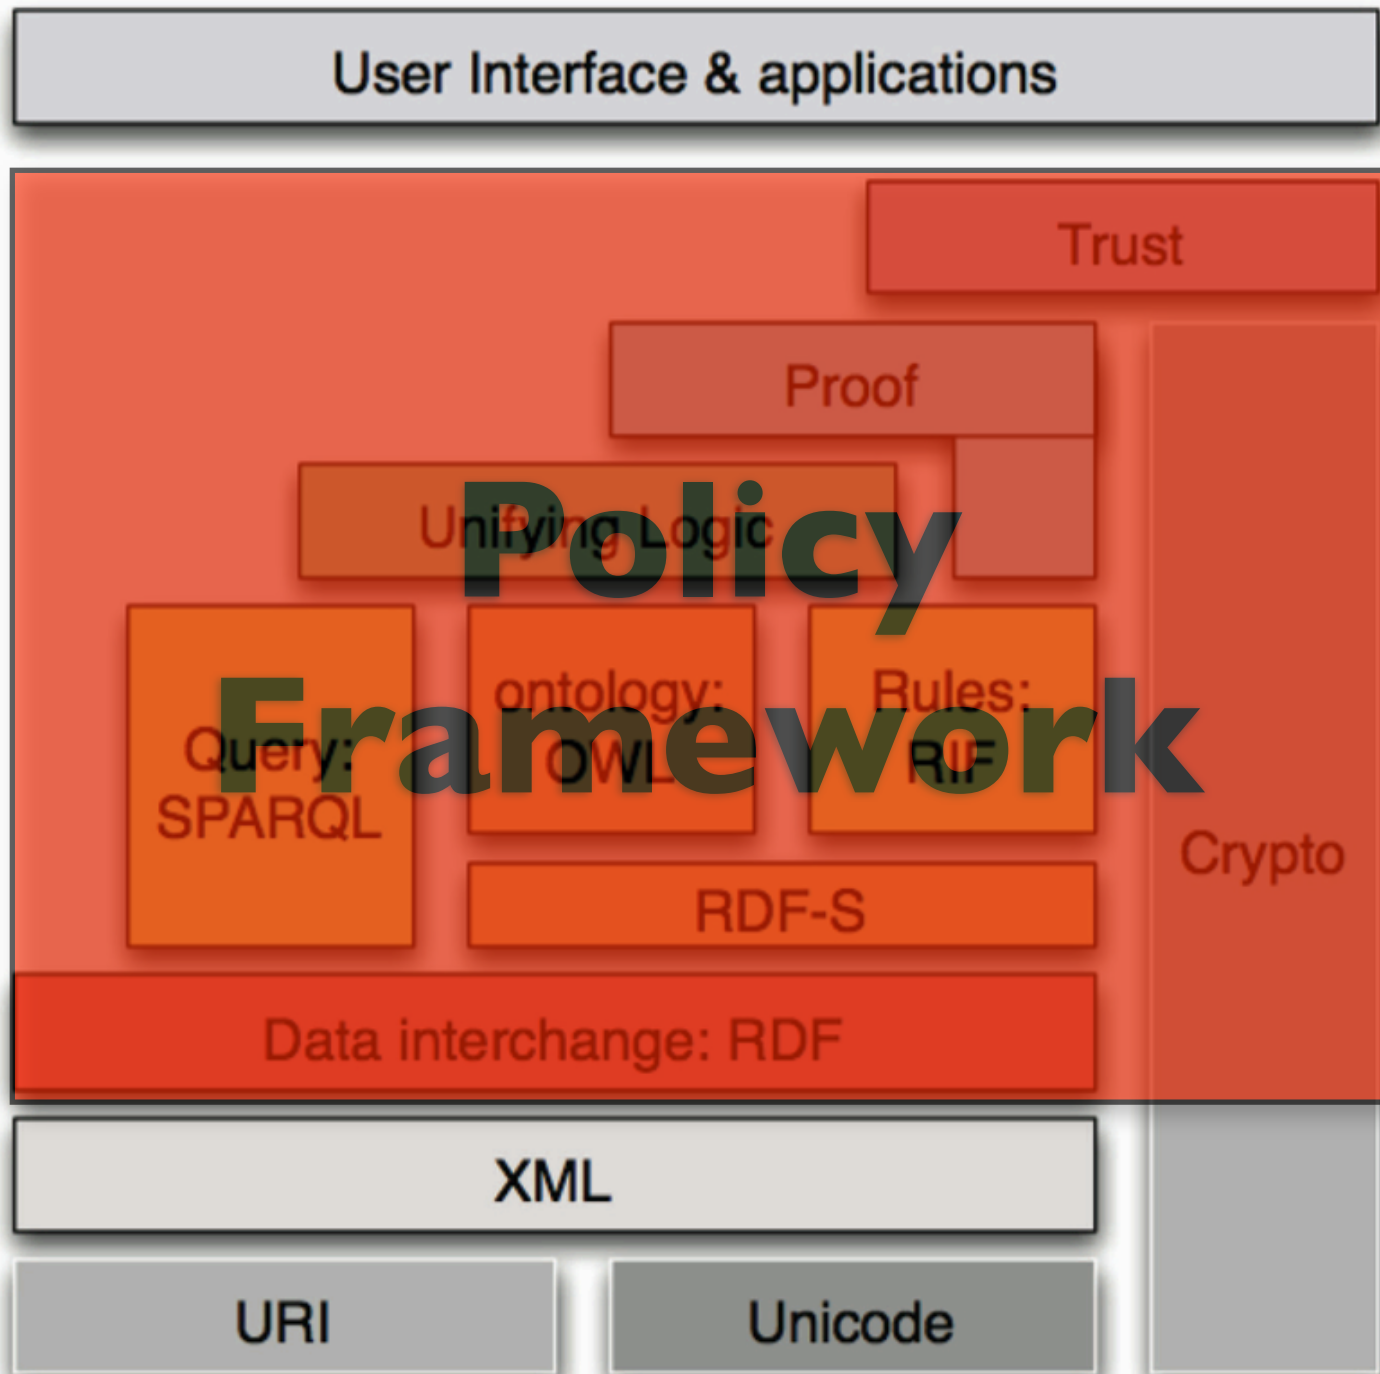 User Interface & applications
Trust
Proof
Unifying Logic
Policy
Framework
Query:
SPARQL
ontology:
OWL
Rules:
RIF
Crypto
RDF-S
Data interchange: RDF
XML
URI
Unicode